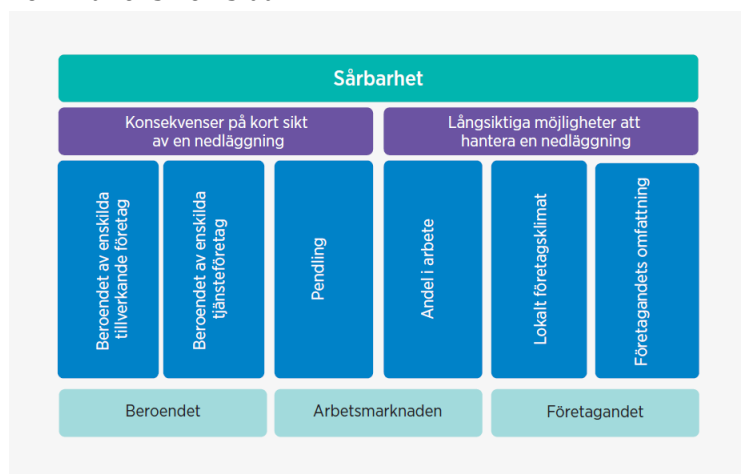 Sårbarhet
Konsekvenser på kort sikt
av en nedläggning
Långsiktiga möjligheter att
hantera en nedläggning
Beroendet av enskilda
tillverkande företag
Beroendet av enskilda
tjänsteföretag
Pendling
Andel i arbete
Lokalt företagsklimat
Företagandets omfattning
Beroendet
Arbetsmarknaden
Företagandet